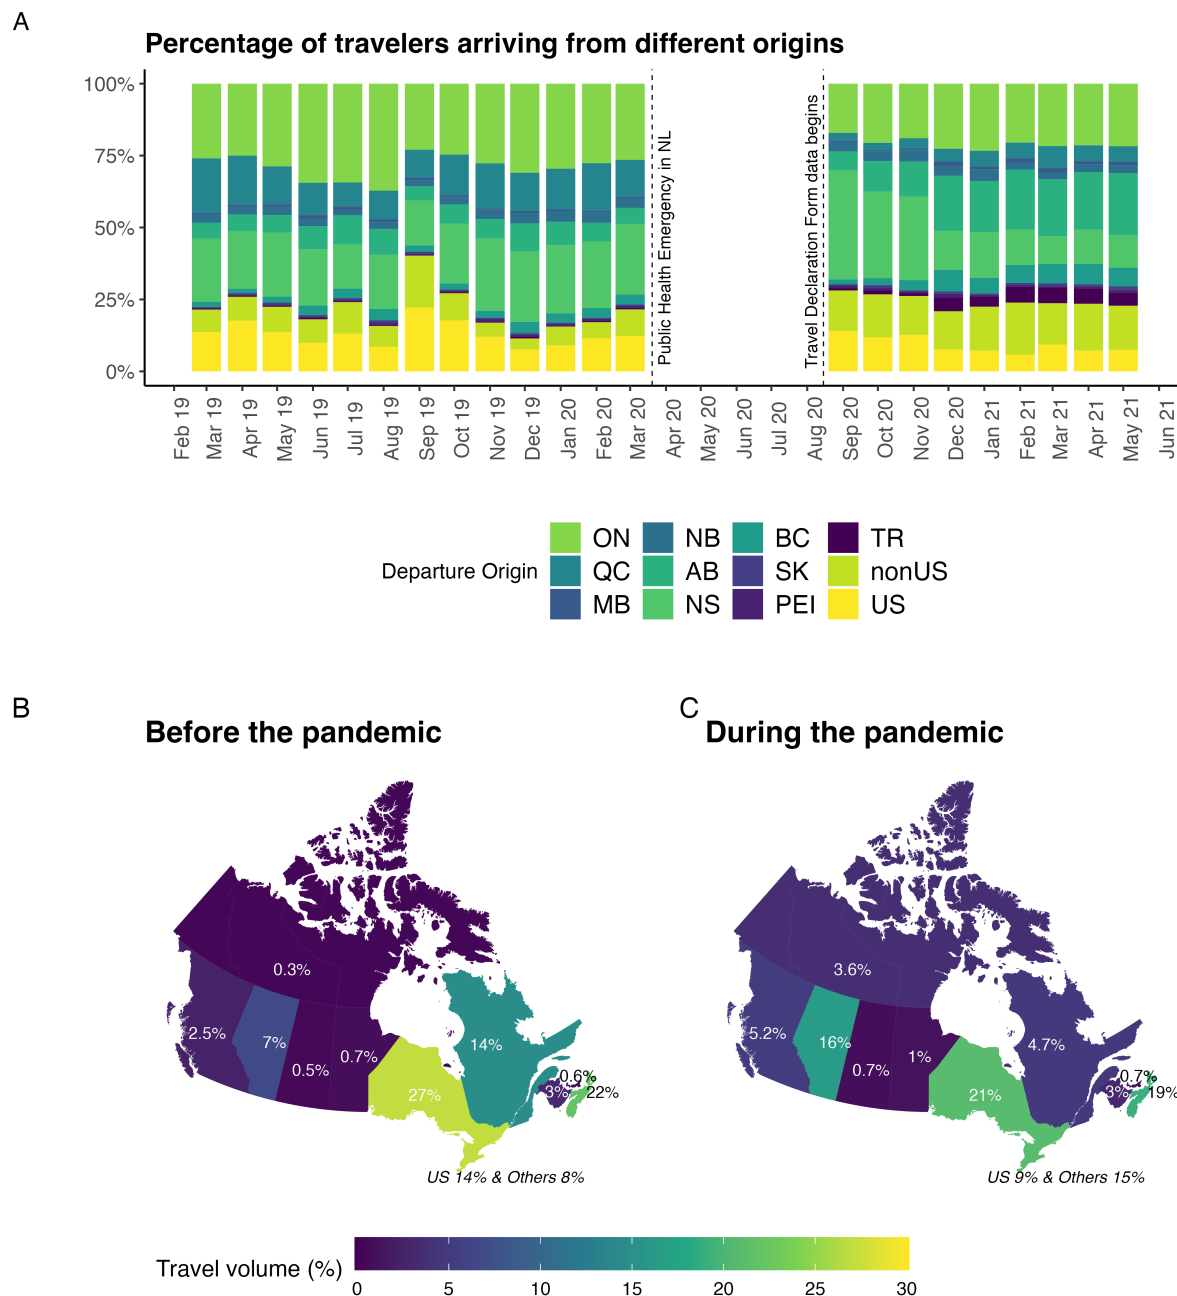 A
Percentage of travelers arriving from different origins
100%
75%
50%
25%
0%
Public Health Emergency in NL
Travel Declaration Form data begins
Feb 19
Mar 19
Apr 19
May 19
Jun 19
Jul 19
Aug 19
Sep 19
Oct 19
Nov 19
Dec 19
Jan 20
Feb 20
Mar 20
Apr 20
May 20
Jun 20
Jul 20
Aug 20
Sep 20
Oct 20
Nov 20
Dec 20
Jan 21
Feb 21
Mar 21
Apr 21
May 21
Jun 21
Departure Origin
ON NB BC TR
QC AB SK nonUS
MB NS PEI US
B
Before the pandemic
0.3%
2.5%
7%
0.5%
0.7%
27%
14%
0.6%
3%
22%
US 14% & Others 8%
C
During the pandemic
3.6%
5.2%
16%
0.7%
1%
21%
4.7%
0.7%
3%
19%
US 9% & Others 15%
Travel volume (%)
0 5 10 15 20 25 30